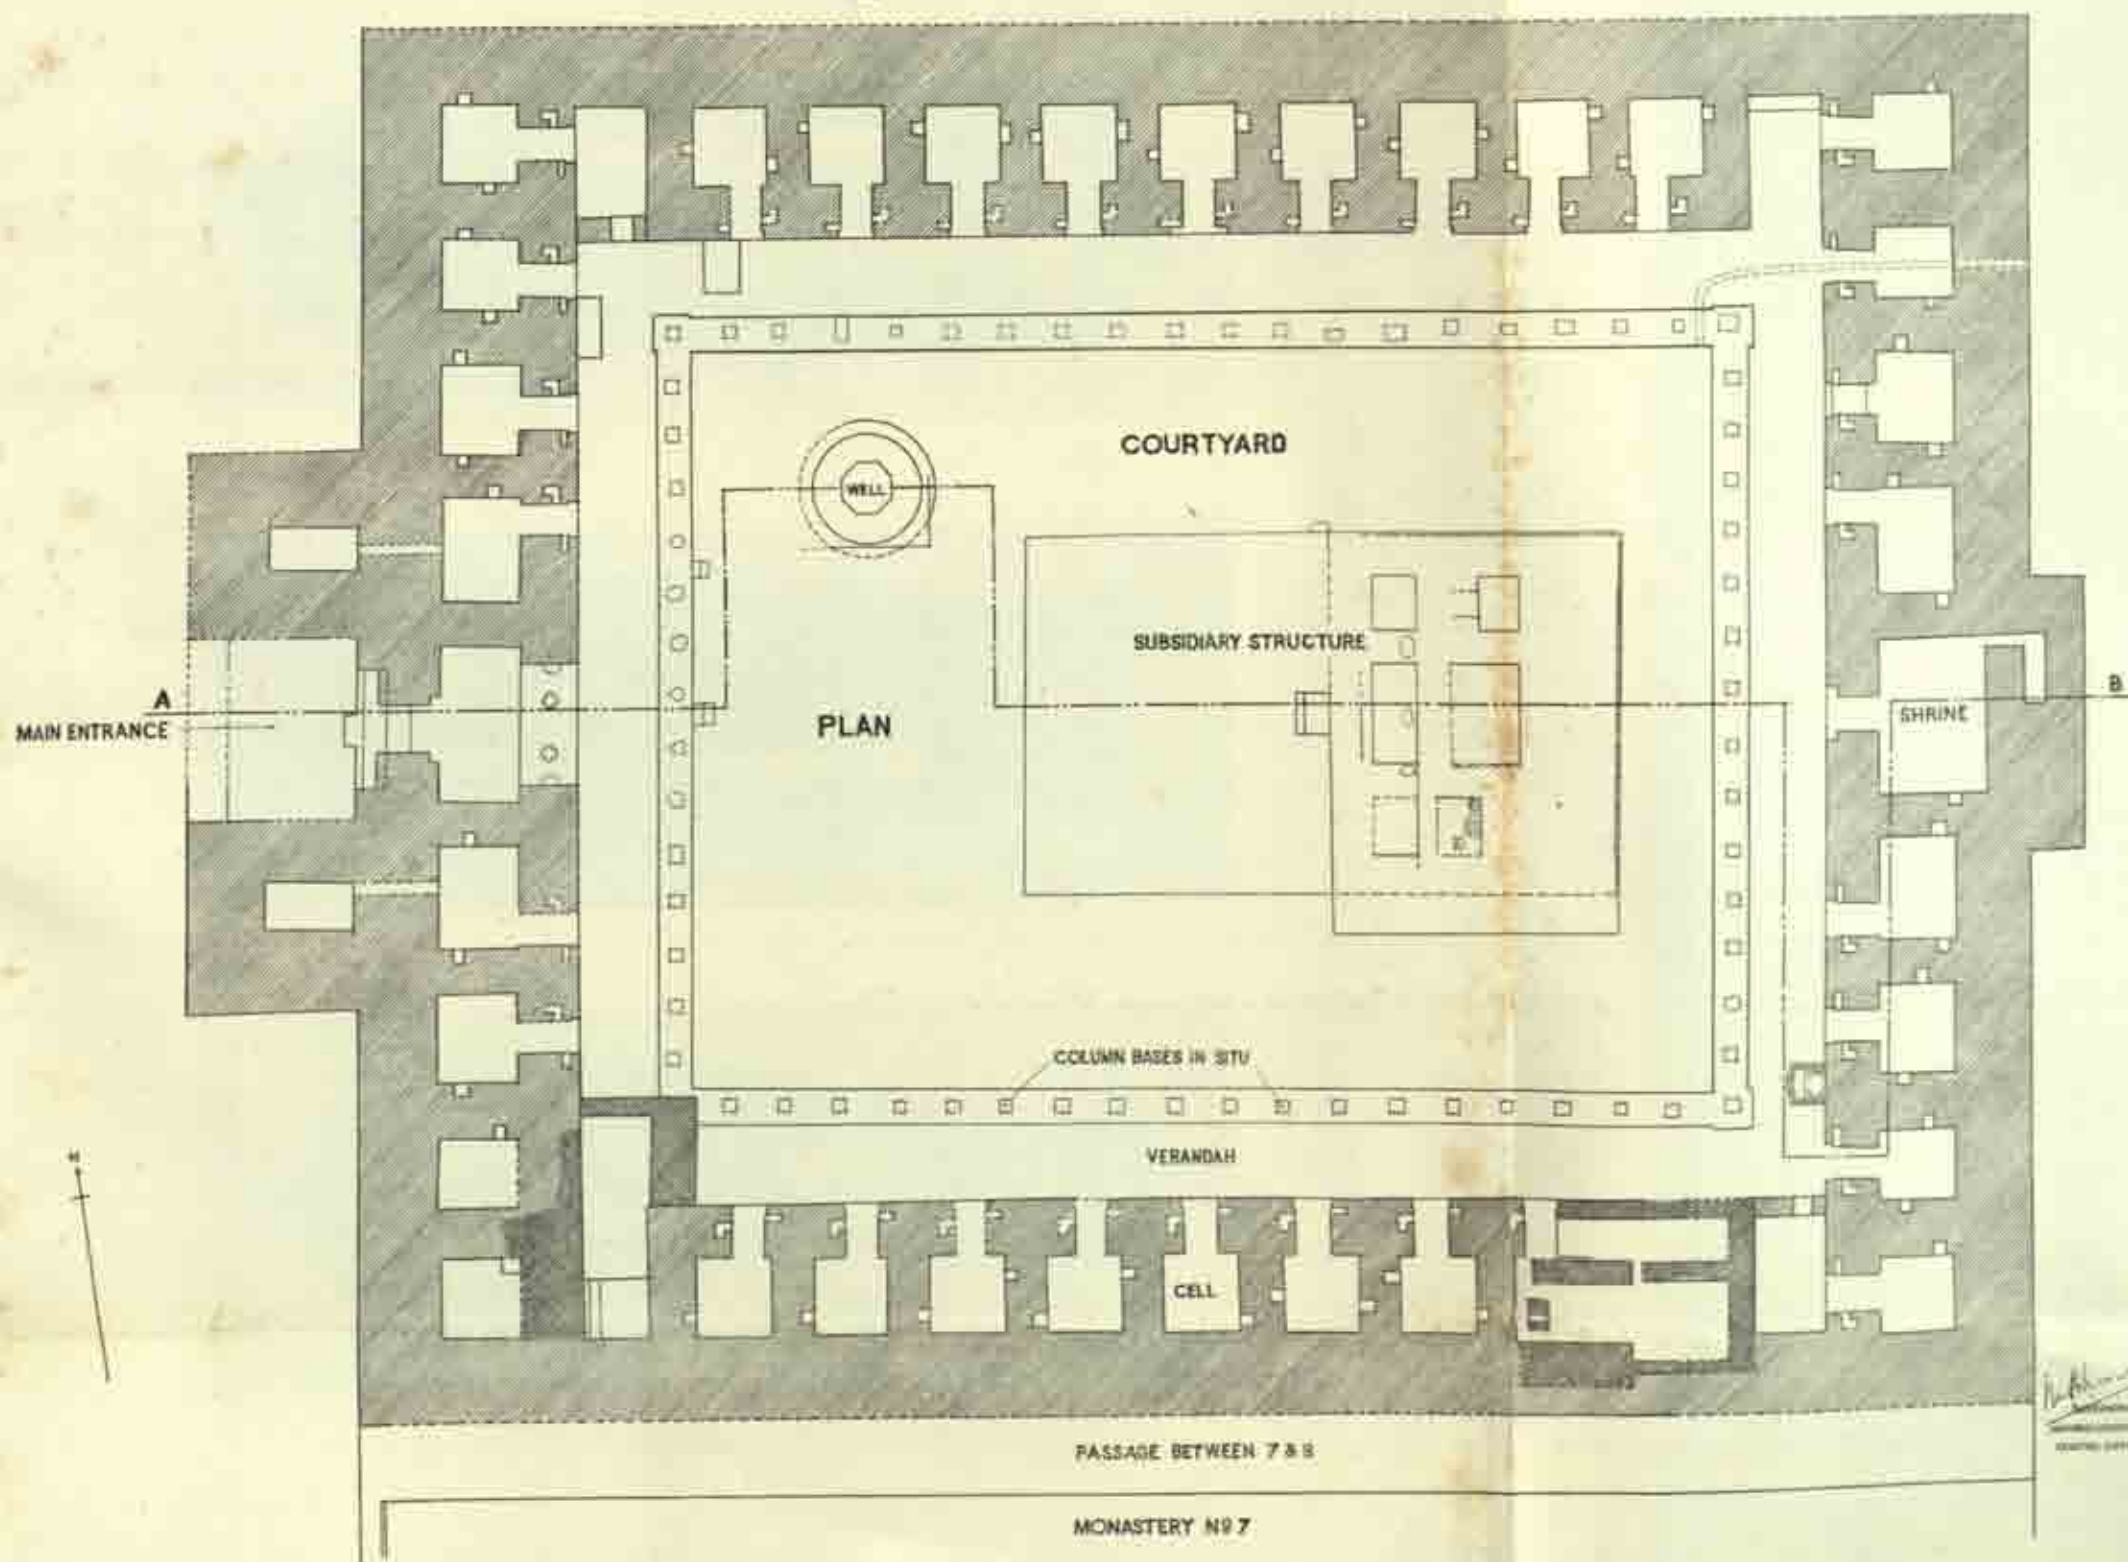 COURTYARD
WELL
SUBSIDIARY STRUCTURE
A
B
MAIN ENTRANCE
PLAN
SHRINE
COLUMN BASES IN SITU
VERANDAH
N
CELL
PASSAGE BETWEEN 7 & 8
MONASTERY Nº 7